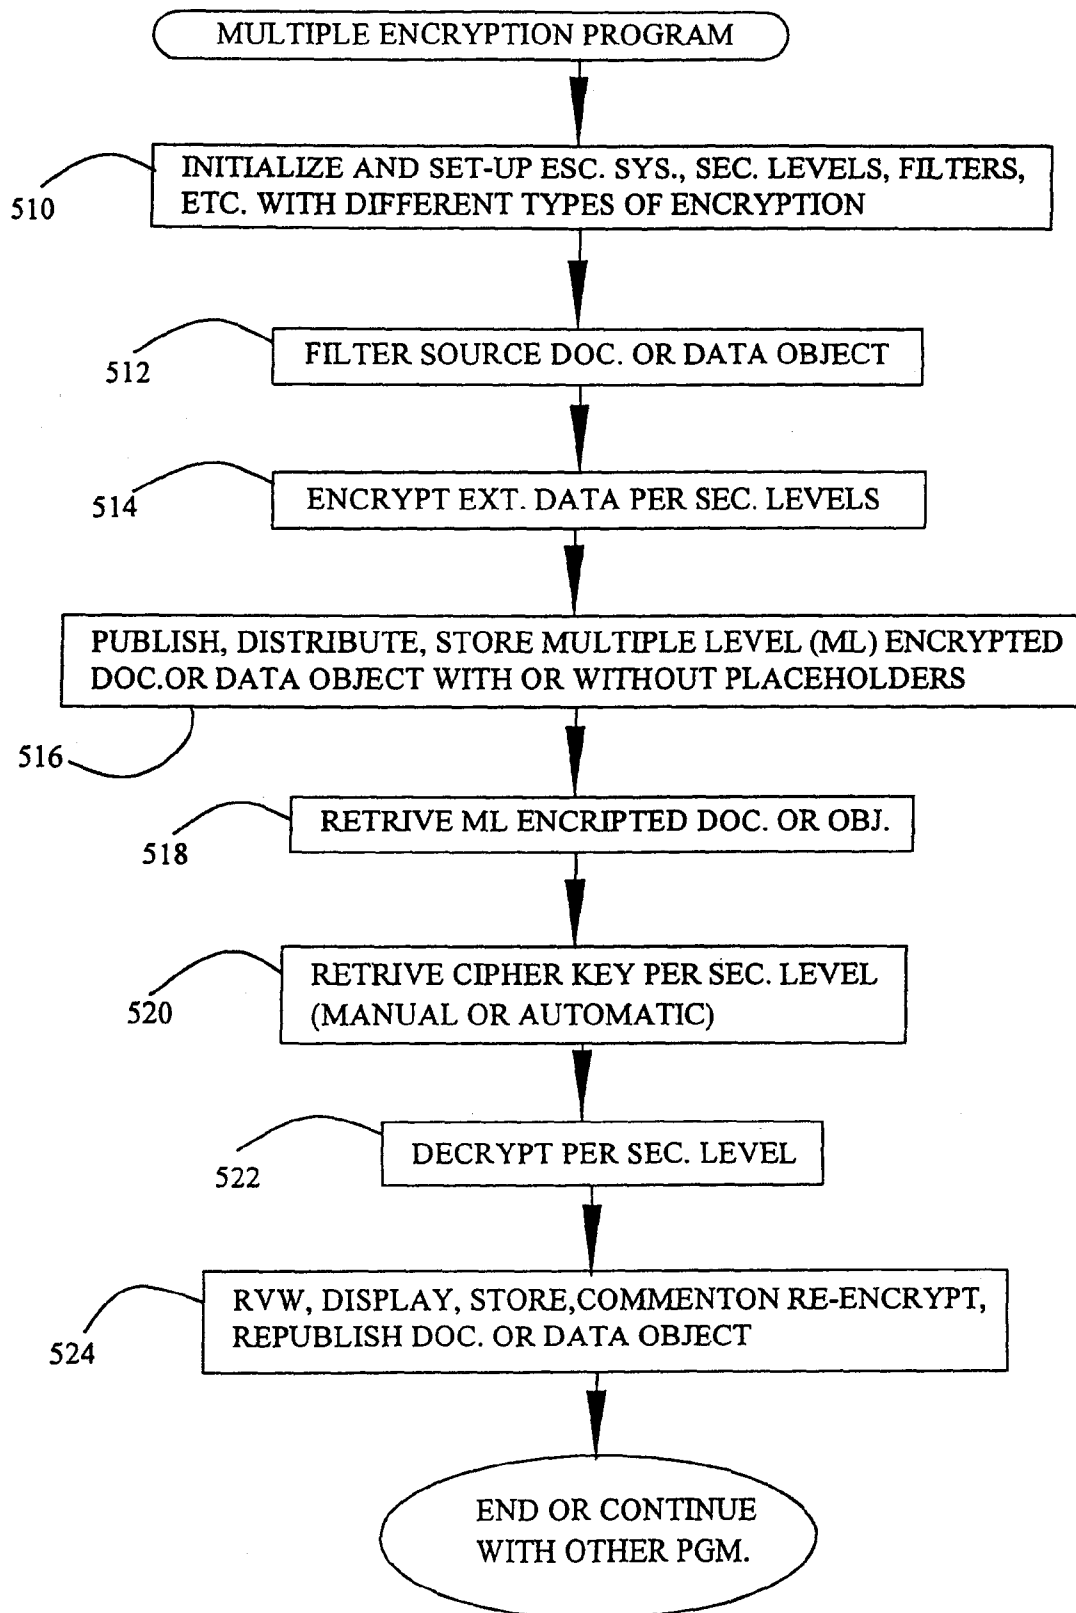 MULTIPLE ENCRYPTION PROGRAM
INITIALIZE AND SET-UP ESC. SYS., SEC. LEVELS, FILTERS,
ETC. WITH DIFFERENT TYPES OF ENCRYPTION
510
FILTER SOURCE DOC. OR DATA OBJECT
512
ENCRYPT EXT. DATA PER SEC. LEVELS
514
PUBLISH, DISTRIBUTE, STORE MULTIPLE LEVEL (ML) ENCRYPTED
DOC.OR DATA OBJECT WITH OR WITHOUT PLACEHOLDERS
516
RETRIVE ML ENCRIPTED DOC. OR OBJ.
518
RETRIVE CIPHER KEY PER SEC. LEVEL
(MANUAL OR AUTOMATIC)
520
DECRYPT PER SEC. LEVEL
522
RVW, DISPLAY, STORE,COMMENTON RE-ENCRYPT,
REPUBLISH DOC. OR DATA OBJECT
524
END OR CONTINUE
WITH OTHER PGM.